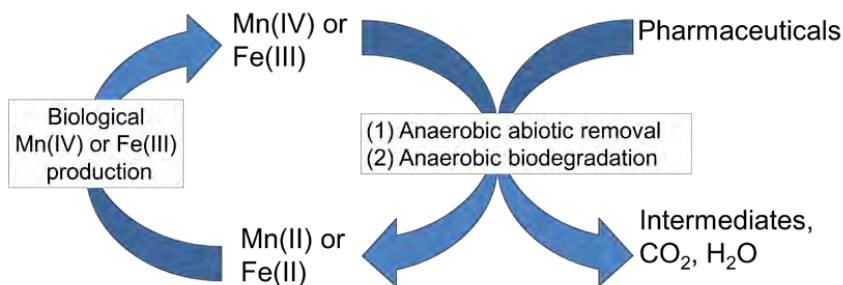 Mn(IV) or
Fe(III)
Pharmaceuticals
Biological
Mn(IV) or Fe(III)
production
(1) Anaerobic abiotic removal
(2) Anaerobic biodegradation
Mn(II) or
Fe(II)
Intermediates,
CO₂, H₂O